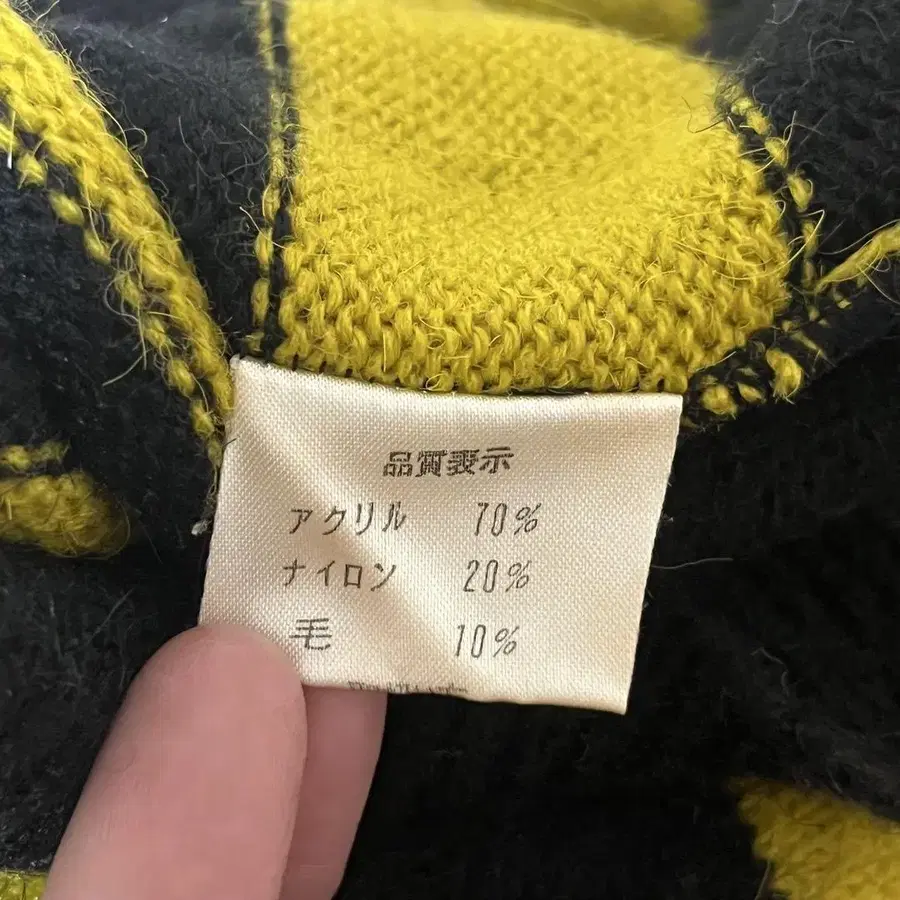 品質表示
アクリル 70%
ナイロン 20%
毛 10%